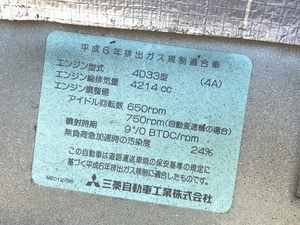 平成6年排出ガス規制適合車
エンジン型式 4D33型 (4A)
エンジン総排気量 4214 cc
エンジン調整値
アイドル回転数 650rpm
750rpm(自動変速機の場合)
噴射時期 9°/0 BTDC/rpm
無負荷急加速時の汚染度 24%
この自動車は道路運送車両の保安基準の規定に
基づく平成6年排出ガス規制に適合したものです。
三菱自動車工業株式会社